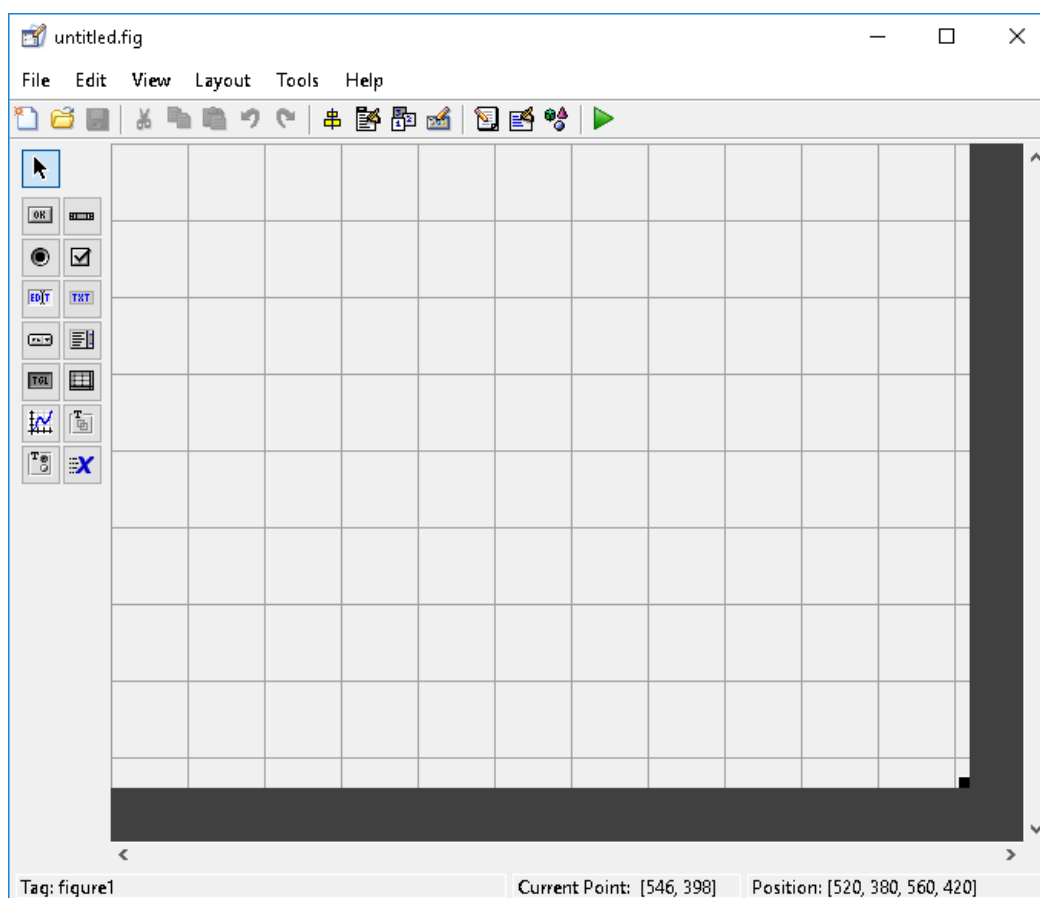 untitled.fig
File Edit View Layout Tools Help
OK
EDIT TXT
TGL
T
T X
Tag: figure1 Current Point: [546, 398] Position: [520, 380, 560, 420]